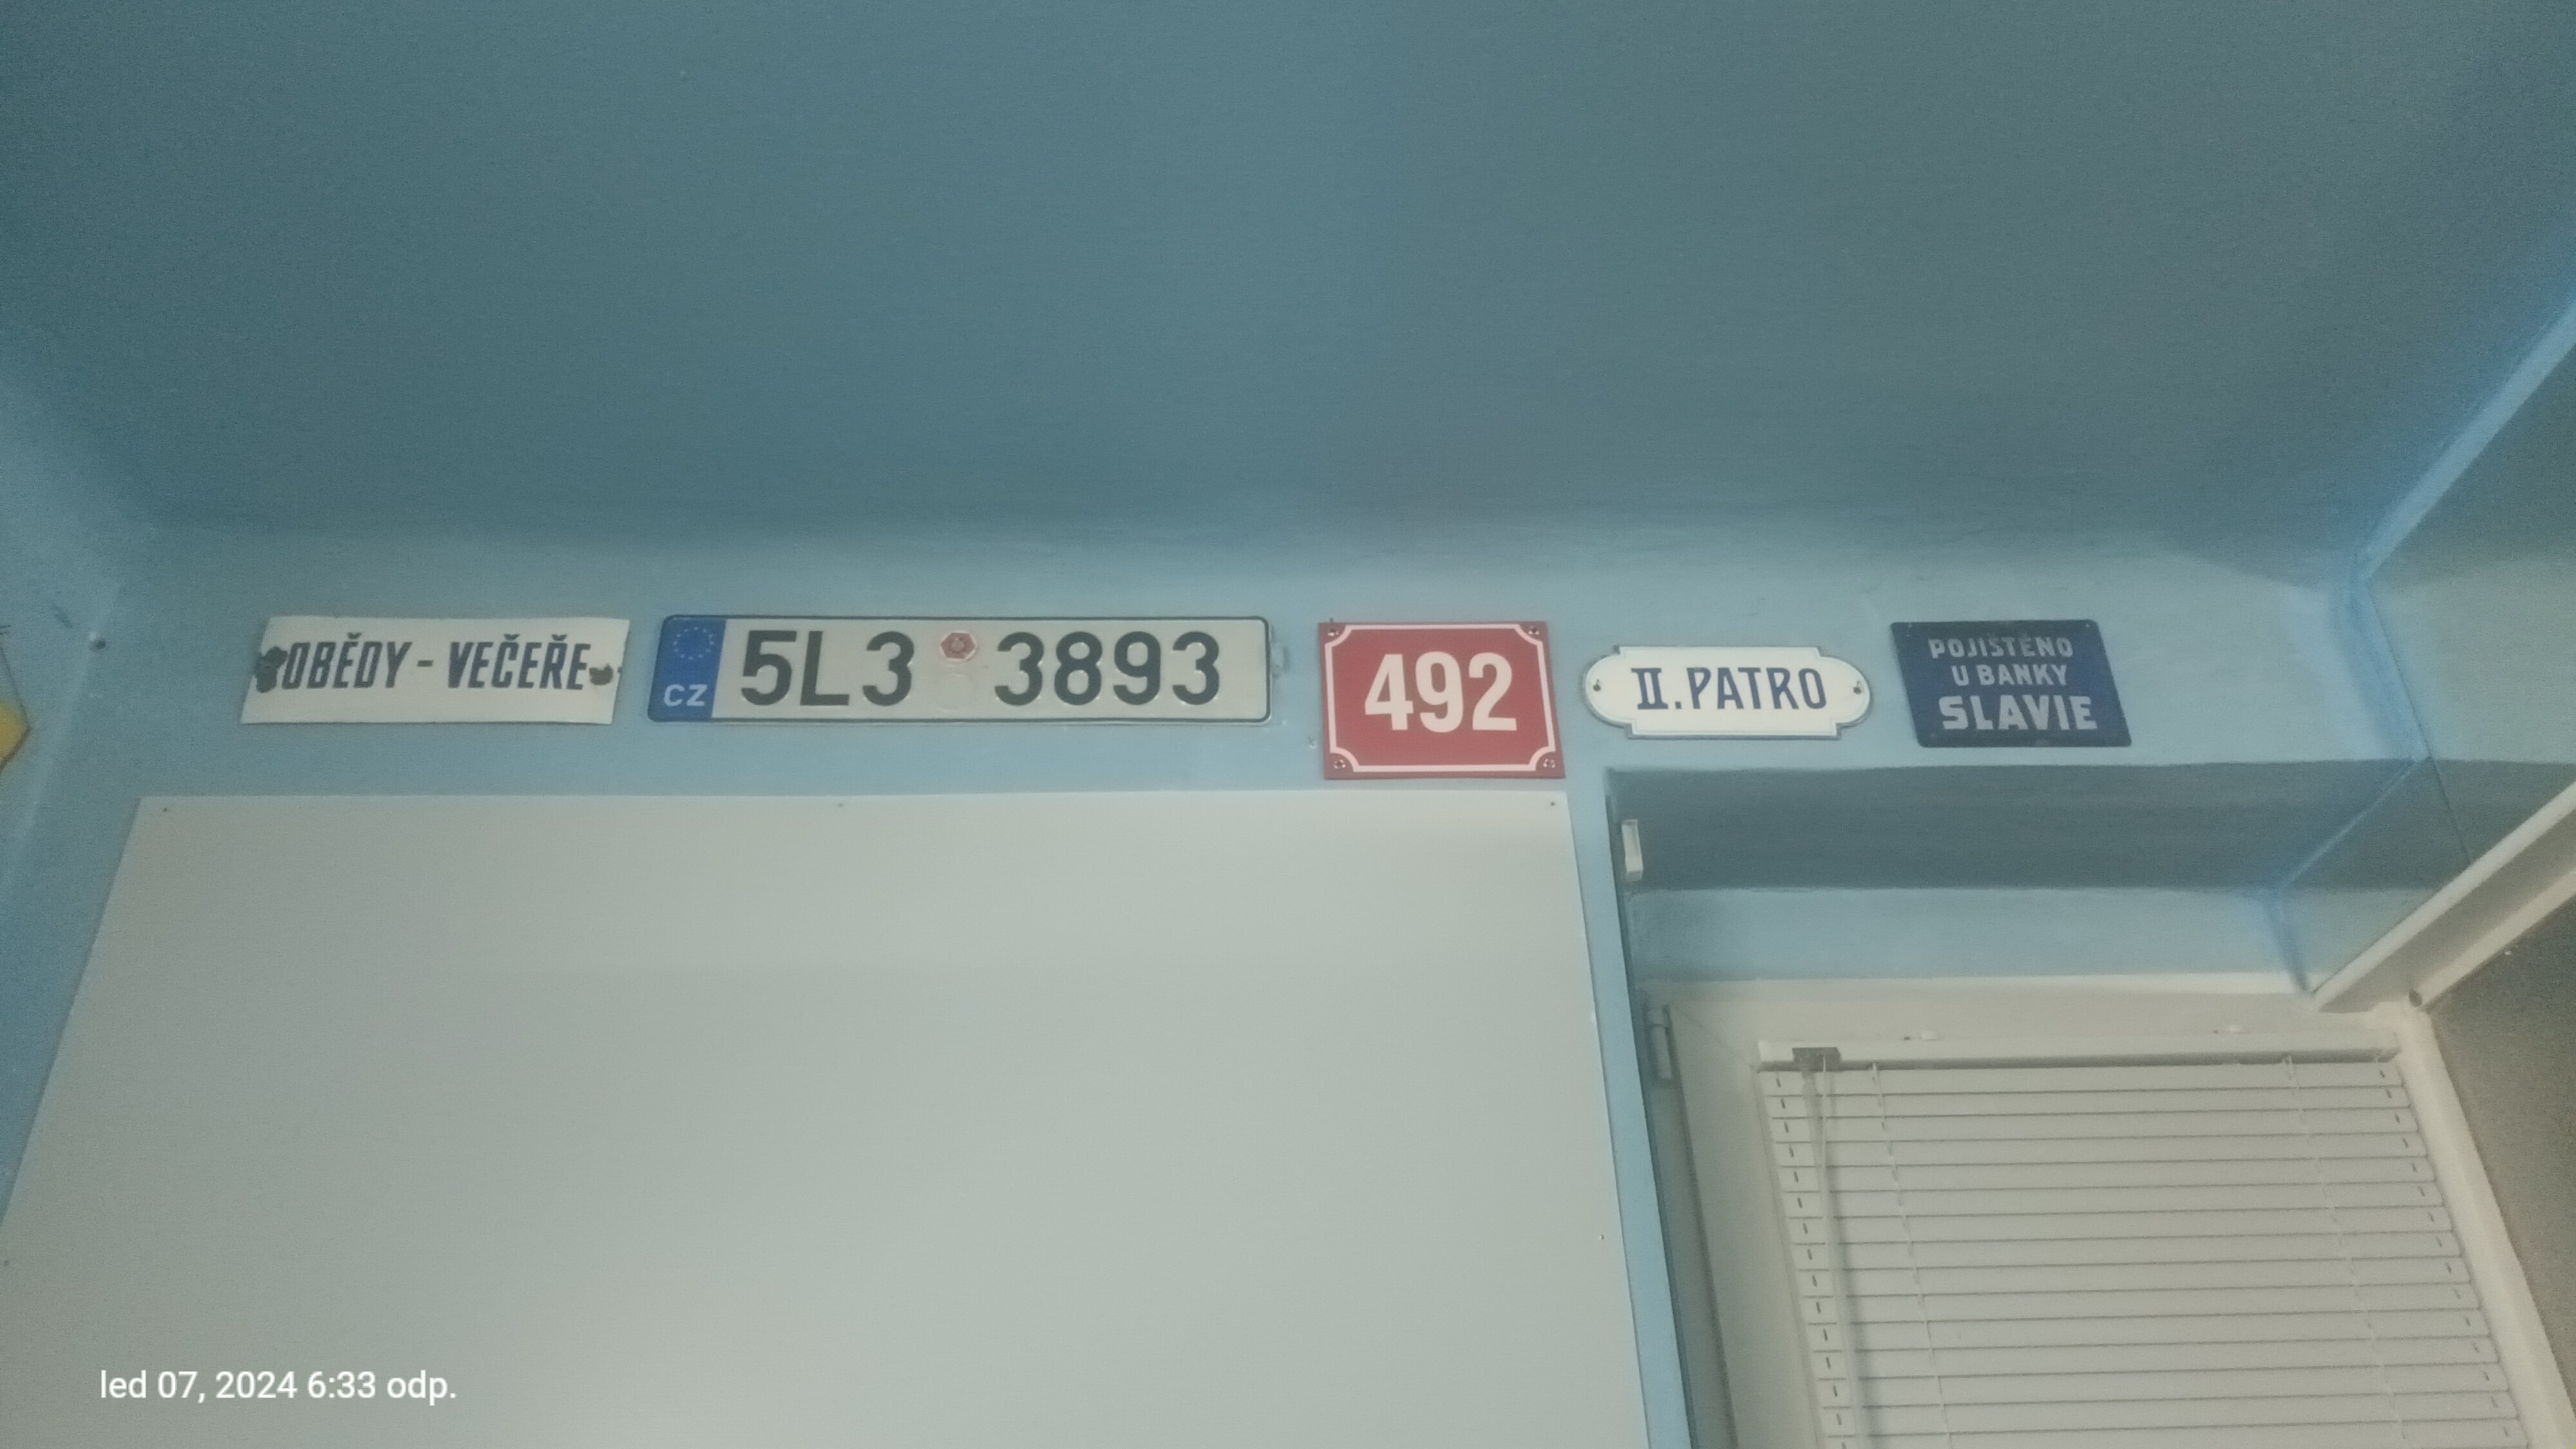 OBĚDY - VEČEŘE
CZ 5L3 3893
492
II. PATRO
POJIŠTĚNO
U BANKY
SLAVIE
led 07, 2024 6:33 odp.